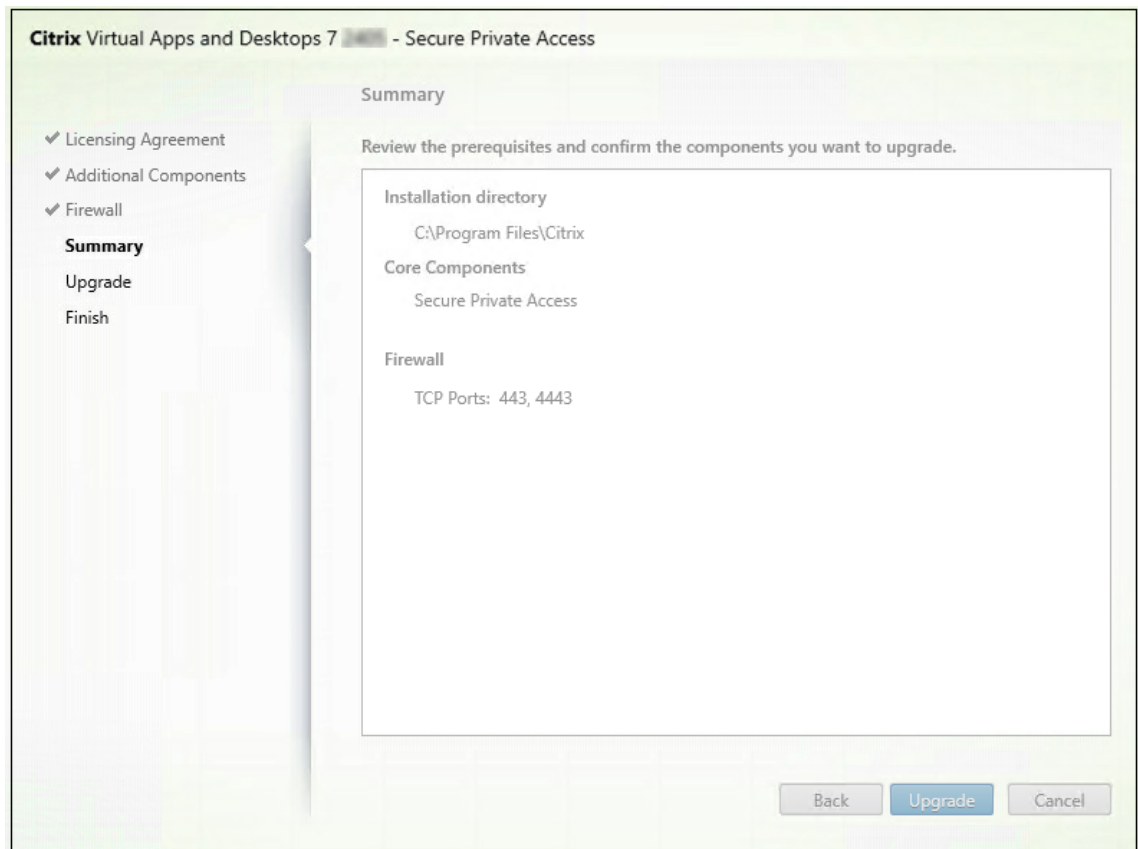 Citrix Virtual Apps and Desktops 7 - Secure Private Access
Summary
Licensing Agreement
Additional Components
Firewall
Summary
Upgrade
Finish
Review the prerequisites and confirm the components you want to upgrade.
Installation directory
C:\Program Files\Citrix
Core Components
Secure Private Access
Firewall
TCP Ports: 443, 4443
Back
Upgrade
Cancel